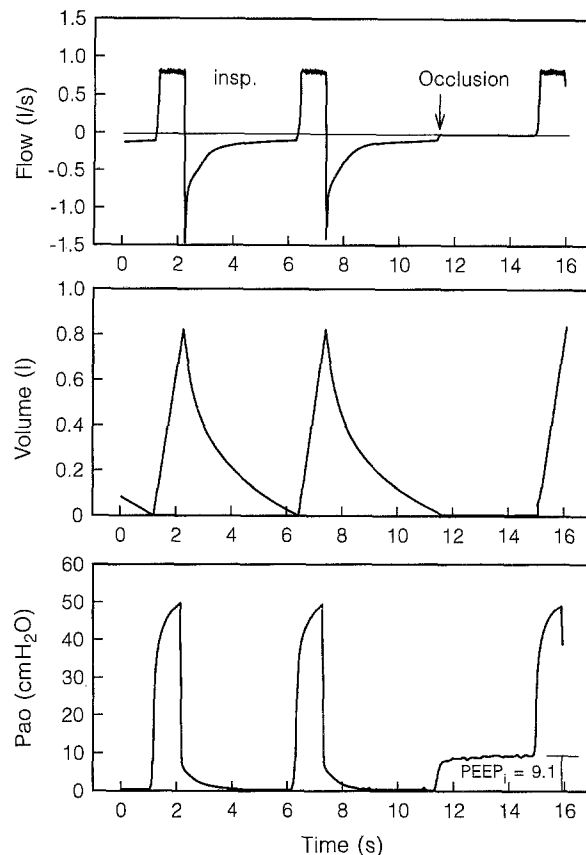 1.5
1.0
0.5
0
-0.5
-1.0
-1.5
Flow (l/s)
insp.
Occlusion
0 2 4 6 8 10 12 14 16
1.0
0.8
0.6
0.4
0.2
0
Volume (l)
0 2 4 6 8 10 12 14 16
60
50
40
30
20
10
0
Pao (cmH₂O)
PEEPᵢ = 9.1
0 2 4 6 8 10 12 14 16
Time (s)